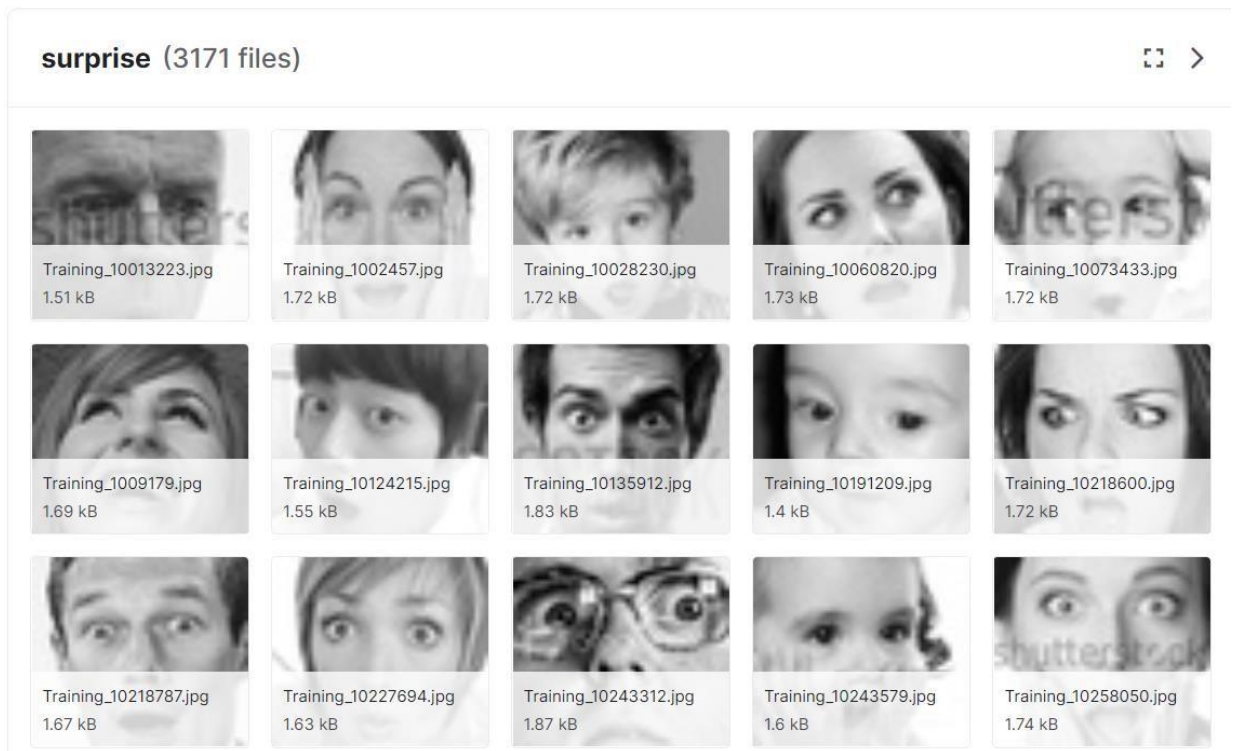 surprise (3171 files)
shutters
utterst
Training_10013223.jpg
Training_1002457.jpg
Training_10028230.jpg
Training_10060820.jpg
Training_10073433.jpg
1.51 kB
1.72 kB
1.72 kB
1.73 kB
1.72 kB
Training_1009179.jpg
Training_10124215.jpg
Training_10135912.jpg
Training_10191209.jpg
Training_10218600.jpg
1.69 kB
1.55 kB
1.83 kB
1.4 kB
1.72 kB
shutterstock
Training_10218787.jpg
Training_10227694.jpg
Training_10243312.jpg
Training_10243579.jpg
Training_10258050.jpg
1.67 kB
1.63 kB
1.87 kB
1.6 kB
1.74 kB